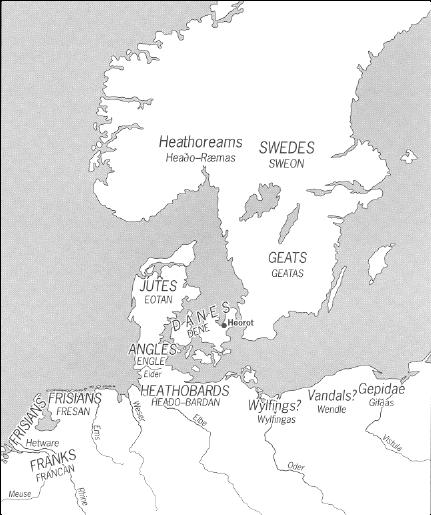 Heathoreams
Heaðo–Ræmas
SWEDES
SWEON
GEATS
GEATAS
JUTES
EOTAN
DANES
DENE
Heorot
ANGLES
ENGLE
Eider
HEATHOBARDS
HEAÐO–BARDAN
Wylfings?
Wylfingas
Vandals?
Wendle
Gepidae
Gifðas
FRISIANS
FRESAN
FRISIANS
Hetware
FRANKS
FRANCAN
Meuse
Rhine
Ems
Weser
Elbe
Oder
Vistula